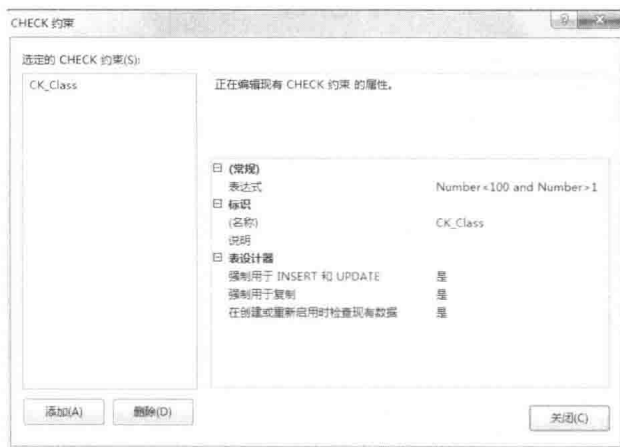 CHECK 约束
选定的 CHECK 约束(S):
CK_Class
正在编辑现有 CHECK 约束 的属性。
(常规)
表达式 Number<100 and Number>1
标识
(名称) CK_Class
说明
表设计器
强制用于 INSERT 和 UPDATE 是
强制用于复制 是
在创建或重新启用时检查现有数据 是
添加(A) 删除(D)
关闭(C)